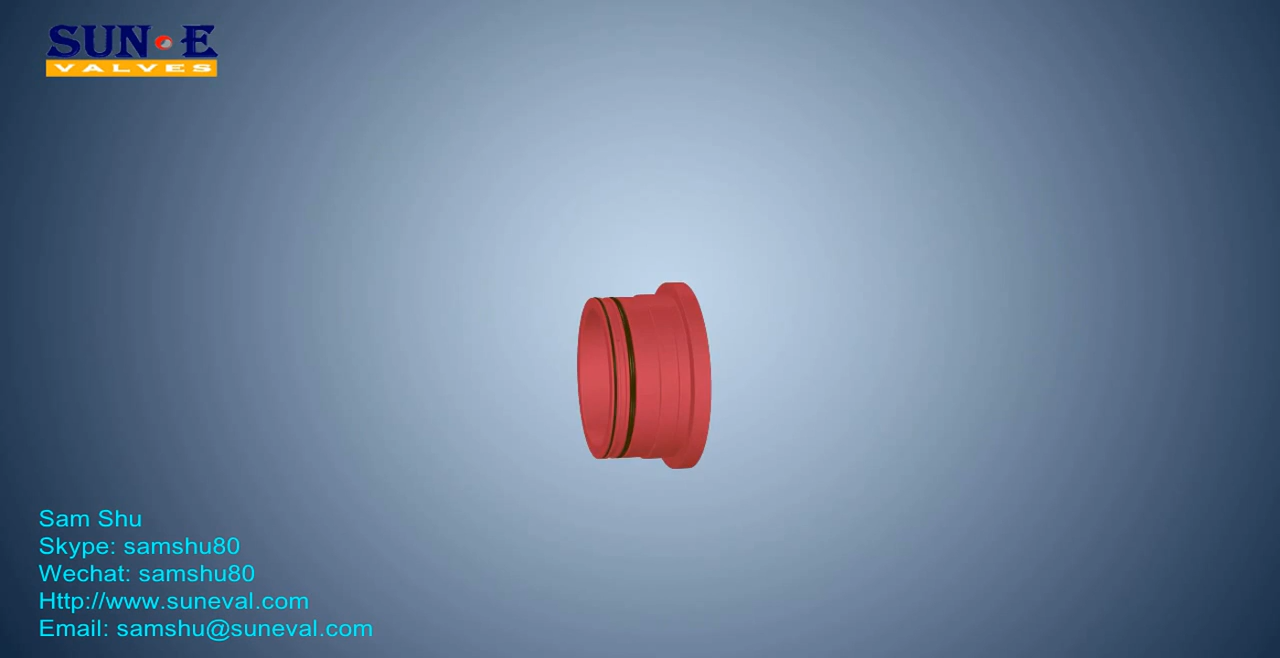 SUN E
VALVES
Sam Shu
Skype: samshu80
Wechat: samshu80
Http://www.suneval.com
Email: samshu@suneval.com